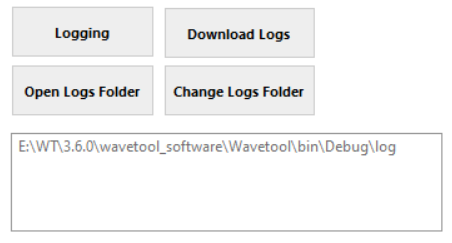 Logging
Download Logs
Open Logs Folder
Change Logs Folder
E:\WT\3.6.0\wavetool_software\Wavetool\bin\Debug\log